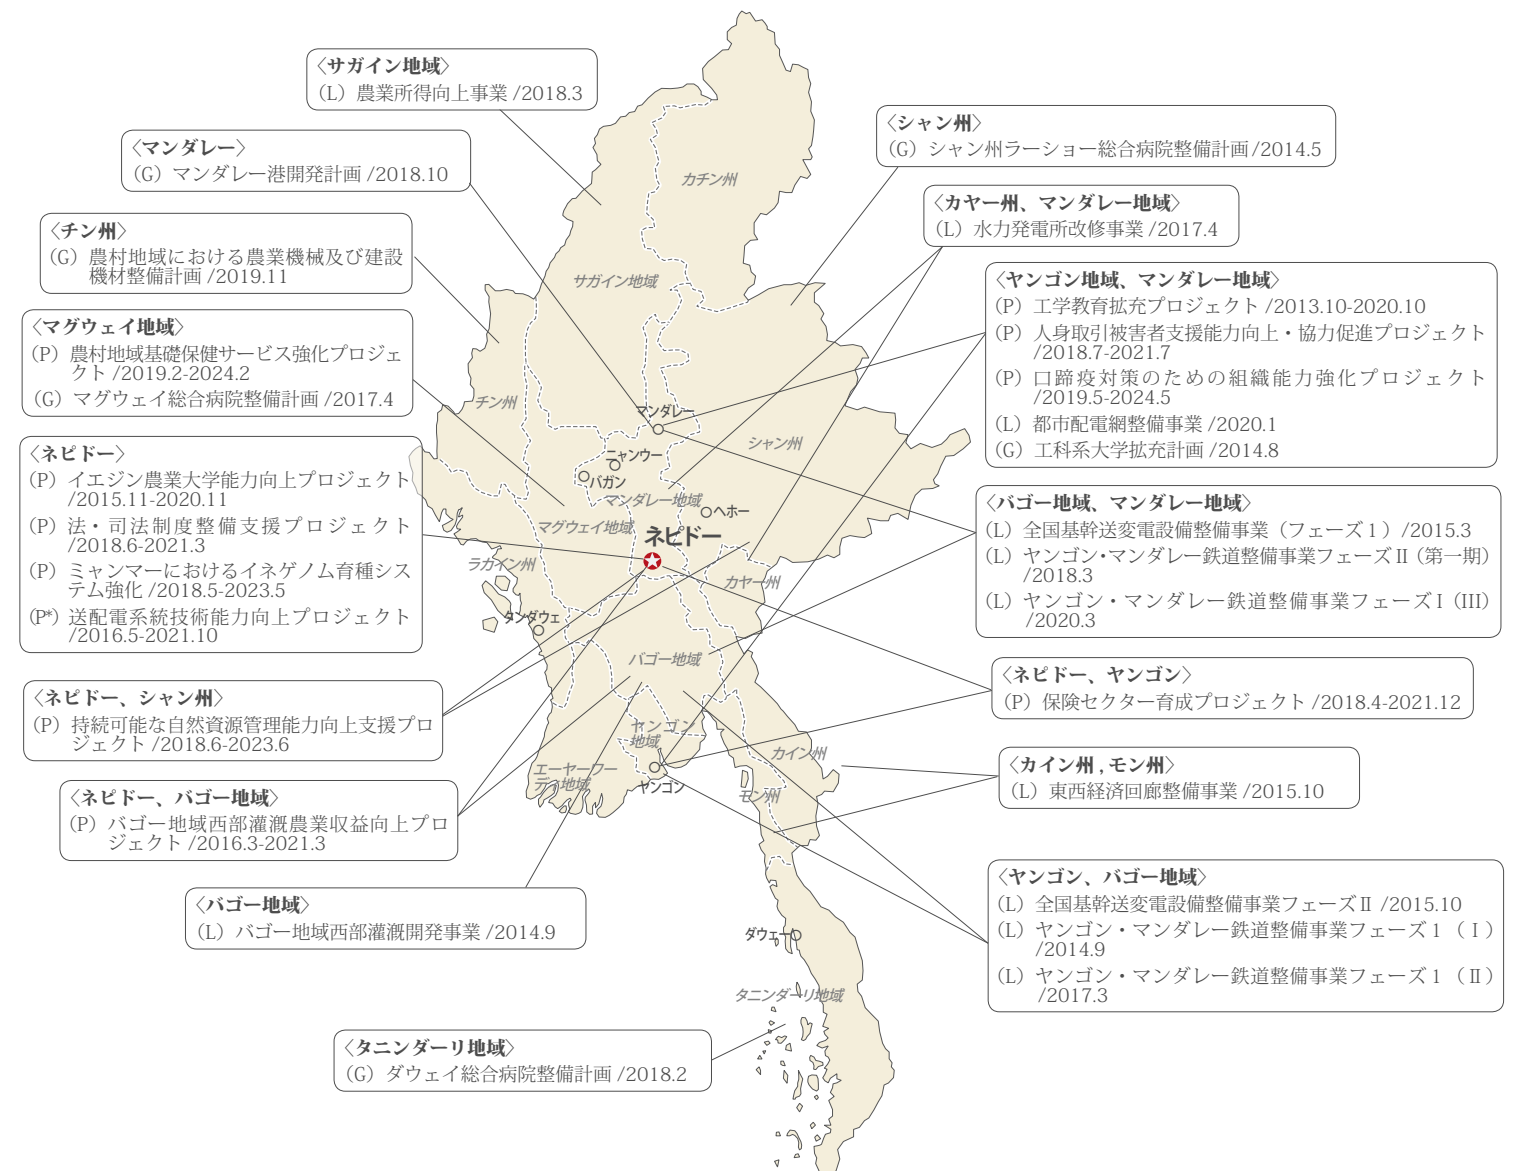 〈サガイン地域〉
(L) 農業所得向上事業 /2018.3
〈マンダレー〉
(G) マンダレー港開発計画 /2018.10
〈チン州〉
(G) 農村地域における農業機械及び建設
機材整備計画 /2019.11
〈マグウェイ地域〉
(P) 農村地域基礎保健サービス強化プロジェ
クト /2019.2-2024.2
(G) マグウェイ総合病院整備計画 /2017.4
〈ネピドー〉
(P) イエジン農業大学能力向上プロジェクト
/2015.11-2020.11
(P) 法・司法制度整備支援プロジェクト
/2018.6-2021.3
(P) ミャンマーにおけるイネゲノム育種シス
テム強化 /2018.5-2023.5
(P*) 送配電系統技術能力向上プロジェクト
/2016.5-2021.10
〈ネピドー、シャン州〉
(P) 持続可能な自然資源管理能力向上支援プロ
ジェクト /2018.6-2023.6
〈ネピドー、バゴー地域〉
(P) バゴー地域西部灌漑農業収益向上プロ
ジェクト /2016.3-2021.3
〈バゴー地域〉
(L) バゴー地域西部灌漑開発事業 /2014.9
〈タニンダーリ地域〉
(G) ダウェイ総合病院整備計画 /2018.2
カチン州
サガイン地域
チン州
マンダレー
シャン州
ニャンウー
バガン
マンダレー地域
ヘホー
マグウェイ地域
ネピドー
ラカイン州
カヤー州
タンダウェ
バゴー地域
ヤンゴン
地域
カイン州
エーヤーワー
ディ地域
ヤンゴン
モン州
ダウェー
タニンダーリ地域
〈シャン州〉
(G) シャン州ラーショー総合病院整備計画/2014.5
〈カヤー州、マンダレー地域〉
(L) 水力発電所改修事業 /2017.4
〈ヤンゴン地域、マンダレー地域〉
(P) 工学教育拡充プロジェクト /2013.10-2020.10
(P) 人身取引被害者支援能力向上・協力促進プロジェクト
/2018.7-2021.7
(P) 口蹄疫対策のための組織能力強化プロジェクト
/2019.5-2024.5
(L) 都市配電網整備事業 /2020.1
(G) 工科系大学拡充計画 /2014.8
〈バゴー地域、マンダレー地域〉
(L) 全国基幹送変電設備整備事業（フェーズ１）/2015.3
(L) ヤンゴン・マンダレー鉄道整備事業フェーズⅡ（第一期）
/2018.3
(L) ヤンゴン・マンダレー鉄道整備事業フェーズＩ (III)
/2020.3
〈ネピドー、ヤンゴン〉
(P) 保険セクター育成プロジェクト /2018.4-2021.12
〈カイン州 , モン州〉
(L) 東西経済回廊整備事業 /2015.10
〈ヤンゴン、バゴー地域〉
(L) 全国基幹送変電設備整備事業フェーズⅡ /2015.10
(L) ヤンゴン・マンダレー鉄道整備事業フェーズ１（Ⅰ）
/2014.9
(L) ヤンゴン・マンダレー鉄道整備事業フェーズ１（Ⅱ）
/2017.3